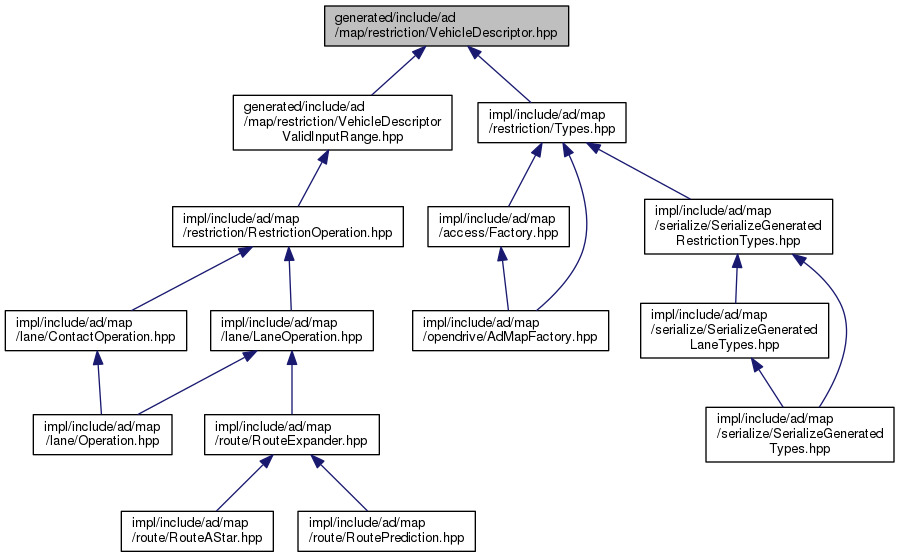 generated/include/ad
/map/restriction/VehicleDescriptor.hpp
generated/include/ad
/map/restriction/VehicleDescriptor
ValidInputRange.hpp
impl/include/ad/map
/restriction/Types.hpp
impl/include/ad/map
/restriction/RestrictionOperation.hpp
impl/include/ad/map
/access/Factory.hpp
impl/include/ad/map
/serialize/SerializeGenerated
RestrictionTypes.hpp
impl/include/ad/map
/lane/ContactOperation.hpp
impl/include/ad/map
/lane/LaneOperation.hpp
impl/include/ad/map
/opendrive/AdMapFactory.hpp
impl/include/ad/map
/serialize/SerializeGenerated
LaneTypes.hpp
impl/include/ad/map
/lane/Operation.hpp
impl/include/ad/map
/route/RouteExpander.hpp
impl/include/ad/map
/serialize/SerializeGenerated
Types.hpp
impl/include/ad/map
/route/RouteAStar.hpp
impl/include/ad/map
/route/RoutePrediction.hpp